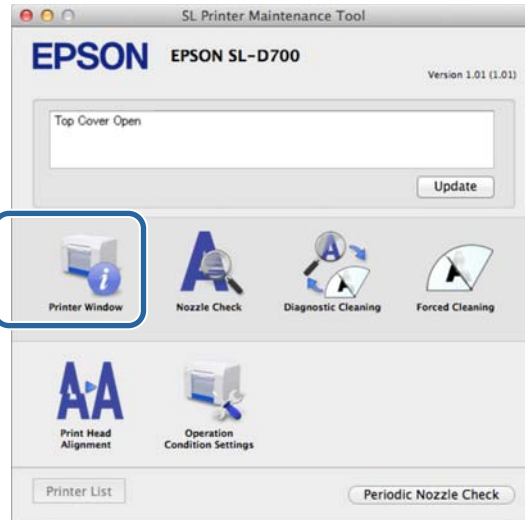 SL Printer Maintenance Tool
EPSON EPSON SL-D700
Version 1.01 (1.01)
Top Cover Open
Update
Printer Window
Nozzle Check
Diagnostic Cleaning
Forced Cleaning
Print Head
Alignment
Operation
Condition Settings
Printer List
Periodic Nozzle Check